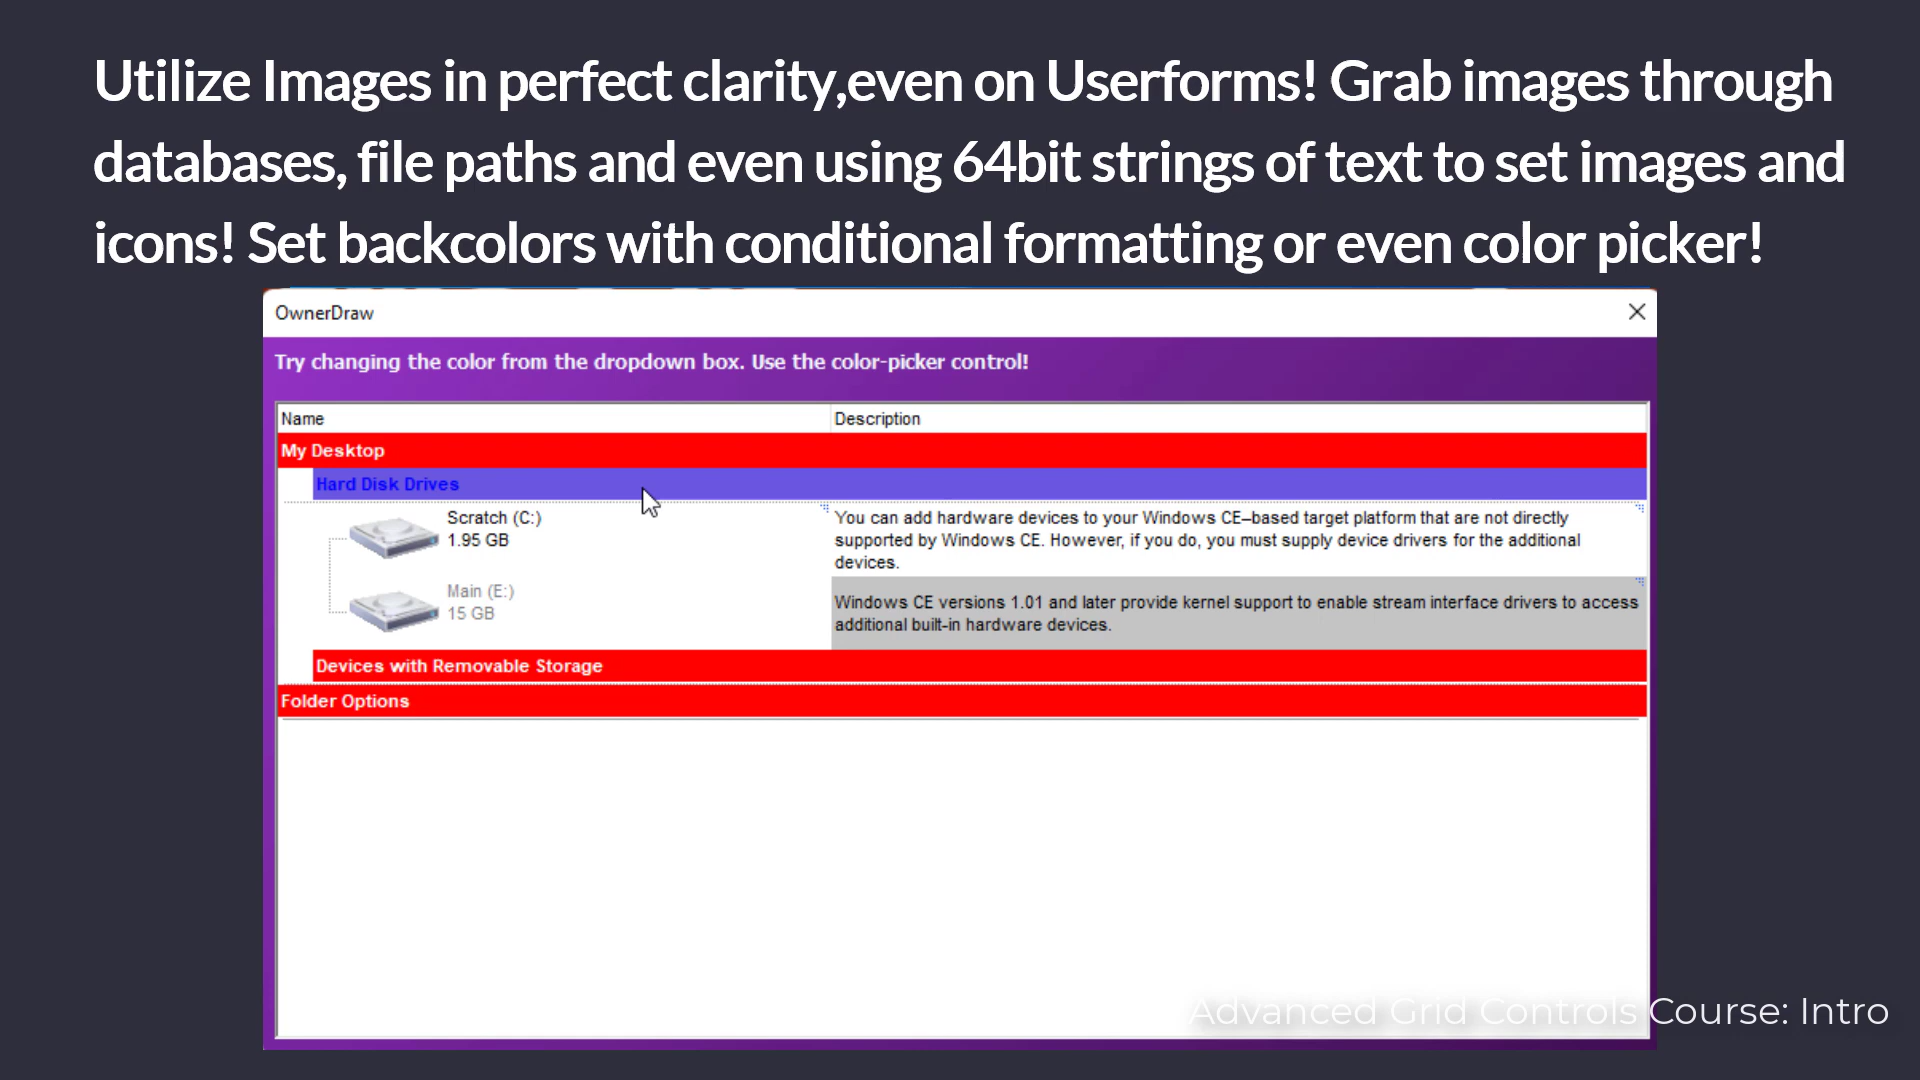 Utilize Images in perfect clarity,even on Userforms! Grab images through
databases, file paths and even using 64bit strings of text to set images and
icons! Set backcolors with conditional formatting or even color picker!
OwnerDraw
Try changing the color from the dropdown box. Use the color-picker control!
Name
Description
My Desktop
Hard Disk Drives
Scratch (C:)
1.95 GB
You can add hardware devices to your Windows CE–based target platform that are not directly
supported by Windows CE. However, if you do, you must supply device drivers for the additional
devices.
Main (E:)
15 GB
Windows CE versions 1.01 and later provide kernel support to enable stream interface drivers to access
additional built-in hardware devices.
Devices with Removable Storage
Folder Options
Advanced Grid Controls Course: Intro